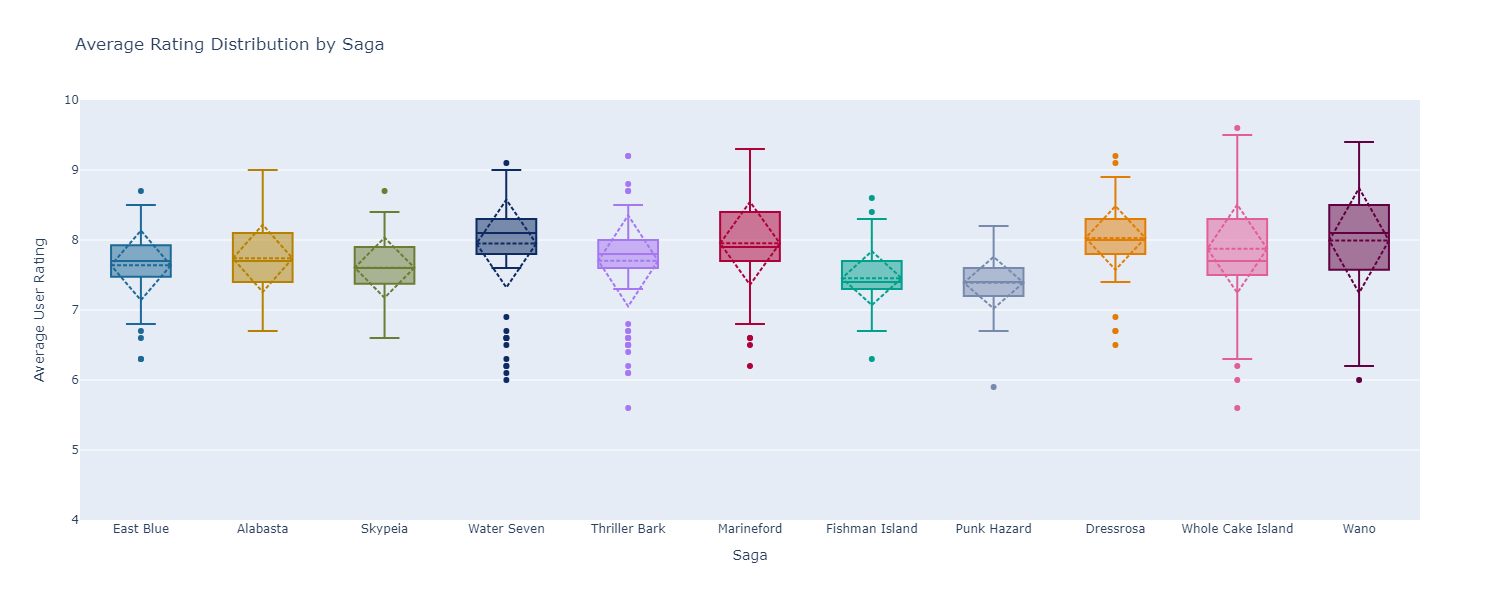 Average Rating Distribution by Saga
Average User Rating
10
9
8
7
6
5
4
East Blue
Alabasta
Skypeia
Water Seven
Thriller Bark
Marineford
Fishman Island
Punk Hazard
Dressrosa
Whole Cake Island
Wano
Saga